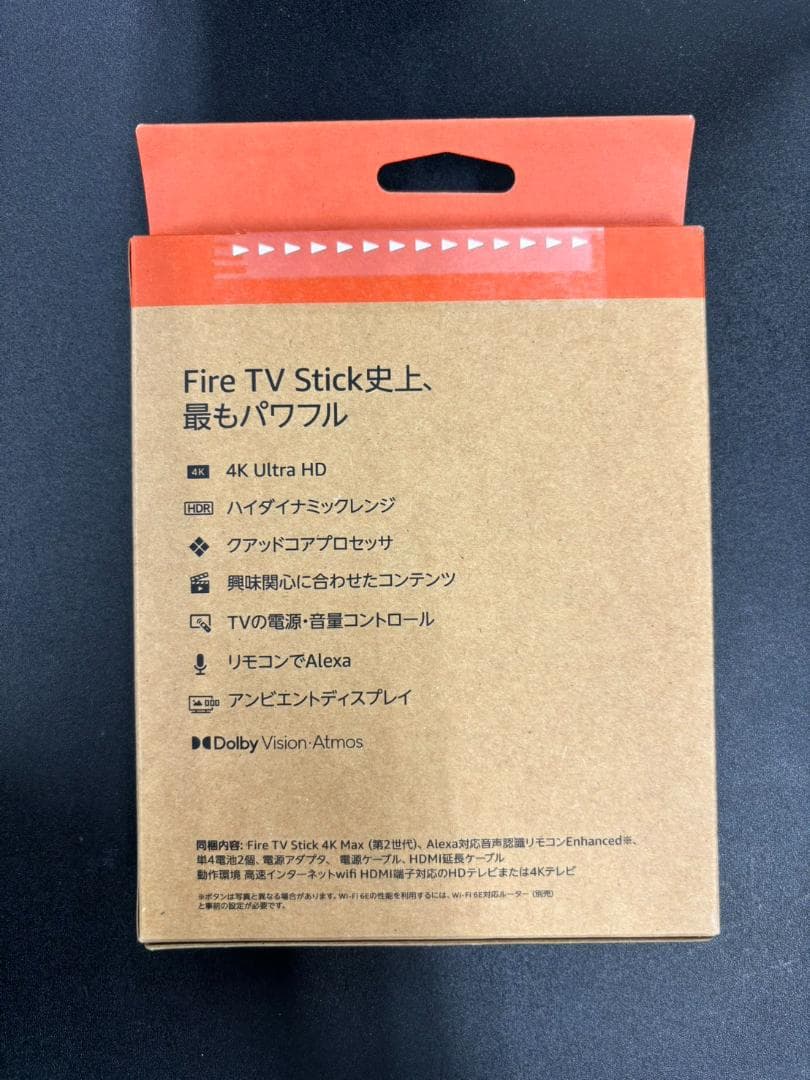 Fire TV Stick史上、
最もパワフル
4K 4K Ultra HD
HDR ハイダイナミックレンジ
クアッドコアプロセッサ
興味関心に合わせたコンテンツ
TVの電源・音量コントロール
リモコンでAlexa
アンビエントディスプレイ
Dolby Vision·Atmos
同梱内容: Fire TV Stick 4K Max (第2世代)、Alexa対応音声認識リモコンEnhanced※、
単4電池2個、電源アダプタ、 電源ケーブル、HDMI延長ケーブル
動作環境 高速インターネットwifi HDMI端子対応のHDテレビまたは4Kテレビ
※ボタンは写真と異なる場合があります。Wi-Fi 6Eの性能を利用するには、Wi-Fi 6E対応ルーター（別売）
と事前の設定が必要です。